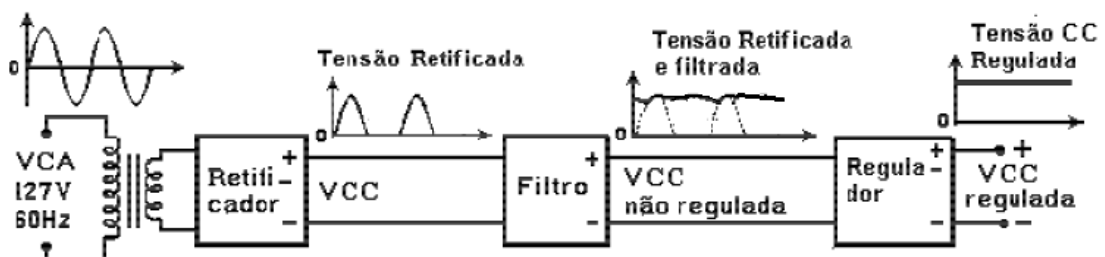 0
VCA
127V
60Hz
Retifi-
cador
+
−
Tensão Retificada
0
VCC
Filtro
+
−
Tensão Retificada
e filtrada
0
VCC
não regulada
Regula-
dor
+
−
Tensão CC
Regulada
0
+
VCC
regulada
−